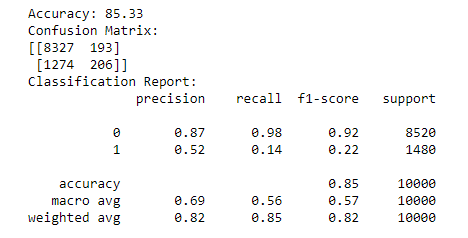 Accuracy: 85.33
Confusion Matrix:
[[8327  193]
 [1274  206]]
Classification Report:
              precision    recall  f1-score   support

           0       0.87      0.98      0.92      8520
           1       0.52      0.14      0.22      1480

    accuracy                           0.85     10000
   macro avg       0.69      0.56      0.57     10000
weighted avg       0.82      0.85      0.82     10000